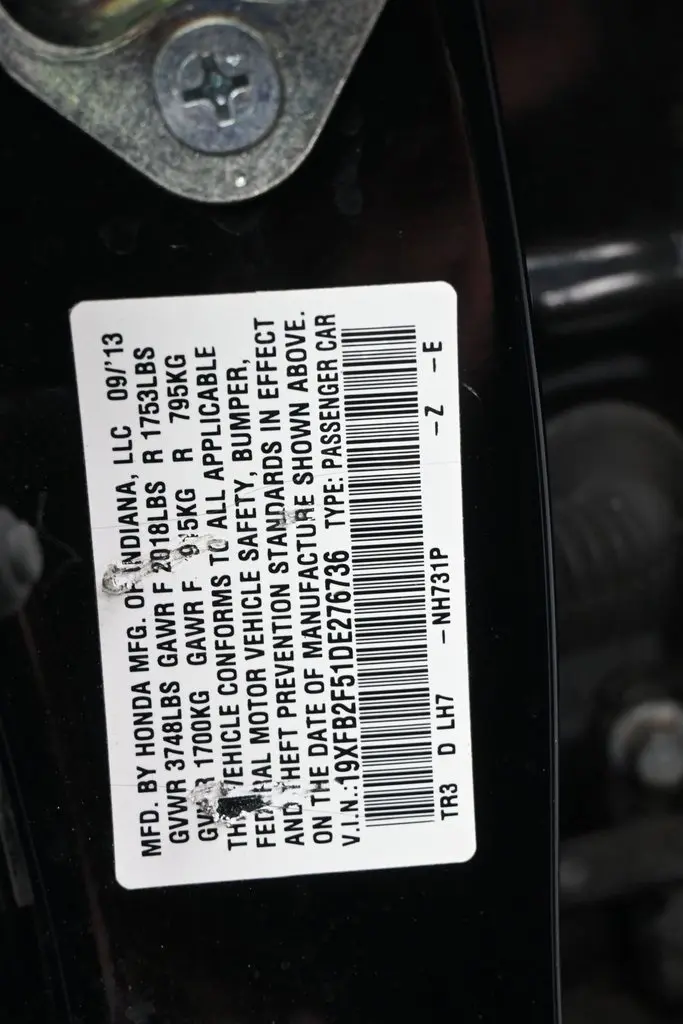 MFD. BY HONDA MFG. OF INDIANA, LLC 09/'13
GVWR 3748LBS GAWR F 2018LBS R 1753LBS
GVWR 1700KG GAWR F 915KG R 795KG
THIS VEHICLE CONFORMS TO ALL APPLICABLE
FEDERAL MOTOR VEHICLE SAFETY, BUMPER,
AND THEFT PREVENTION STANDARDS IN EFFECT
ON THE DATE OF MANUFACTURE SHOWN ABOVE.
V.I.N.:19XFB2F51DE276736 TYPE: PASSENGER CAR
TR3 D LH7 -NH731P -Z -E